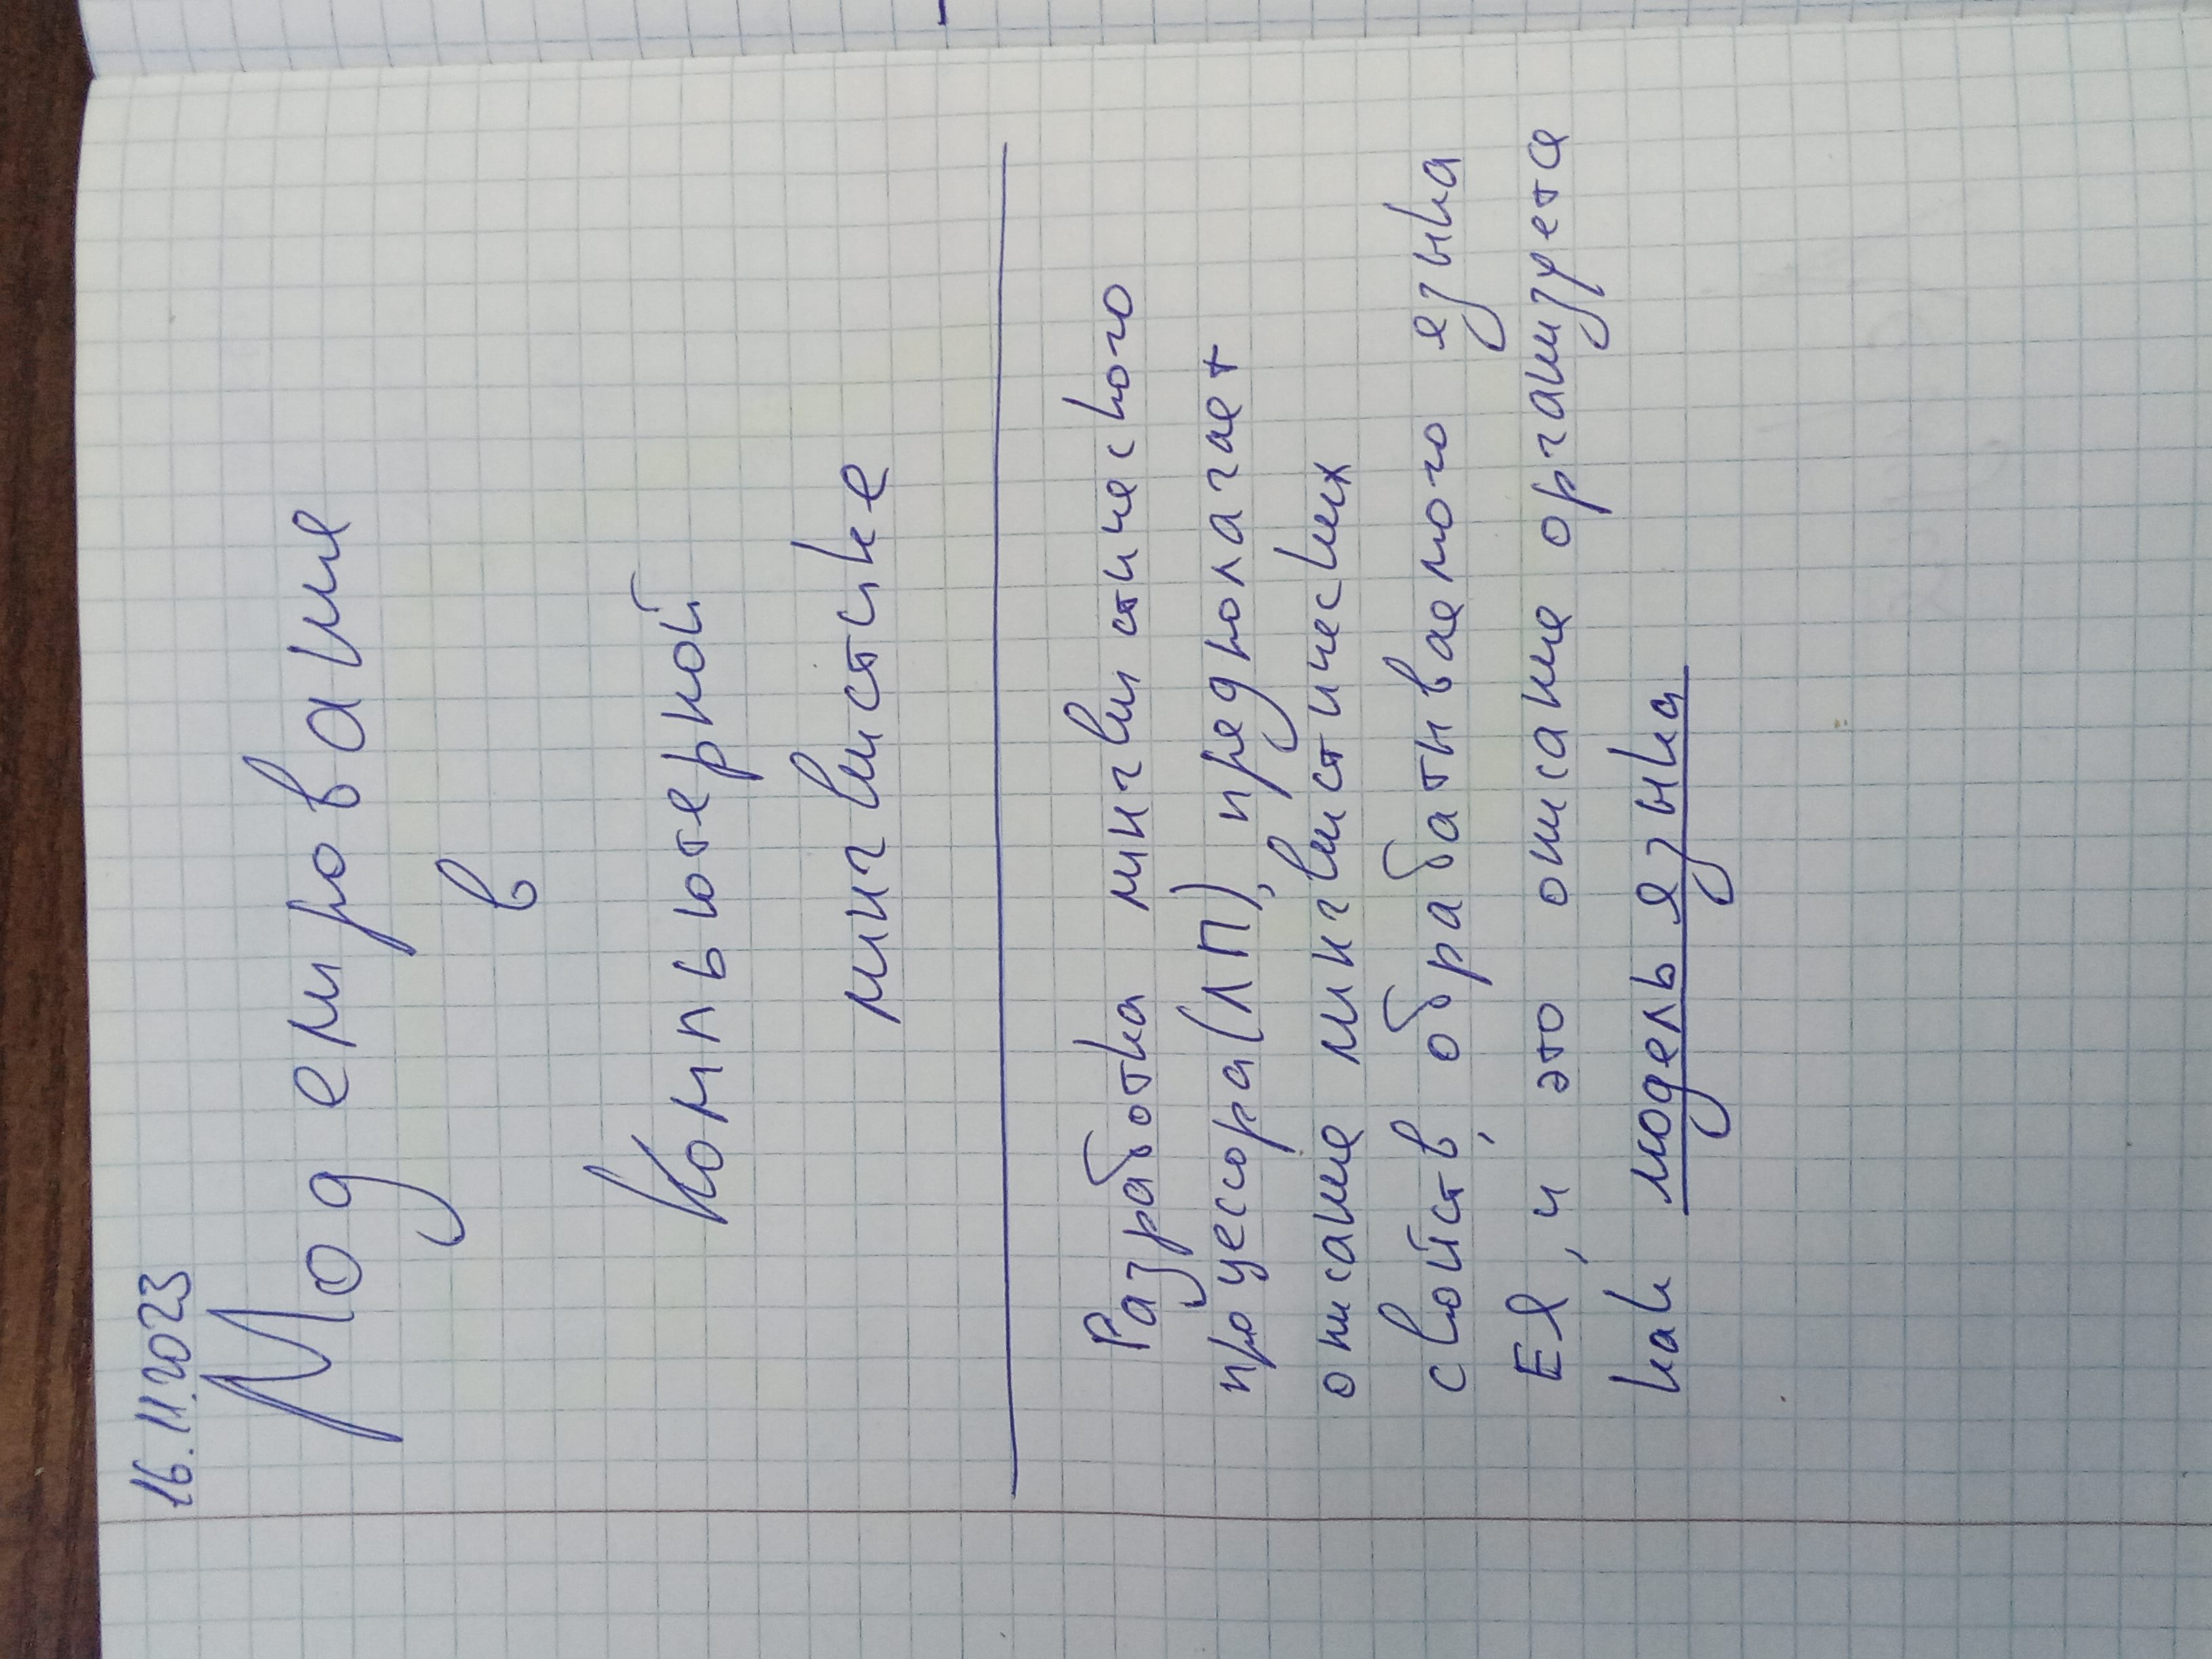 16.11.2023
Моделирование
в
Компьютерной
лингвистике
Разработка лингвистического
процессора(ЛП), предполагает
описание лингвистических
свойств, обрабатываемого языка
ЕЯ, и это описание организуется
как модель языка